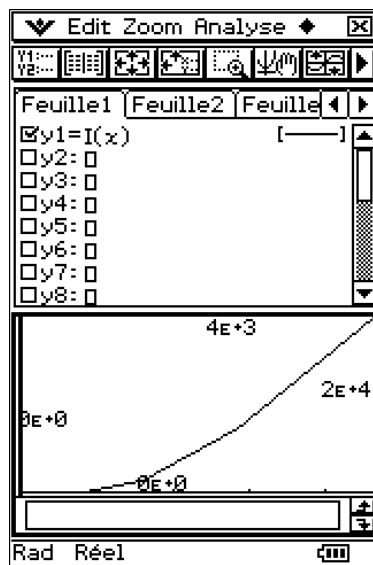 Edit Zoom Analyse
Feuille1 Feuille2 Feuille
y1=I(x) [——]
y2:
y3:
y4:
y5:
y6:
y7:
y8:
4E+3
2E+4
0E+0
0E+0
Rad Réel